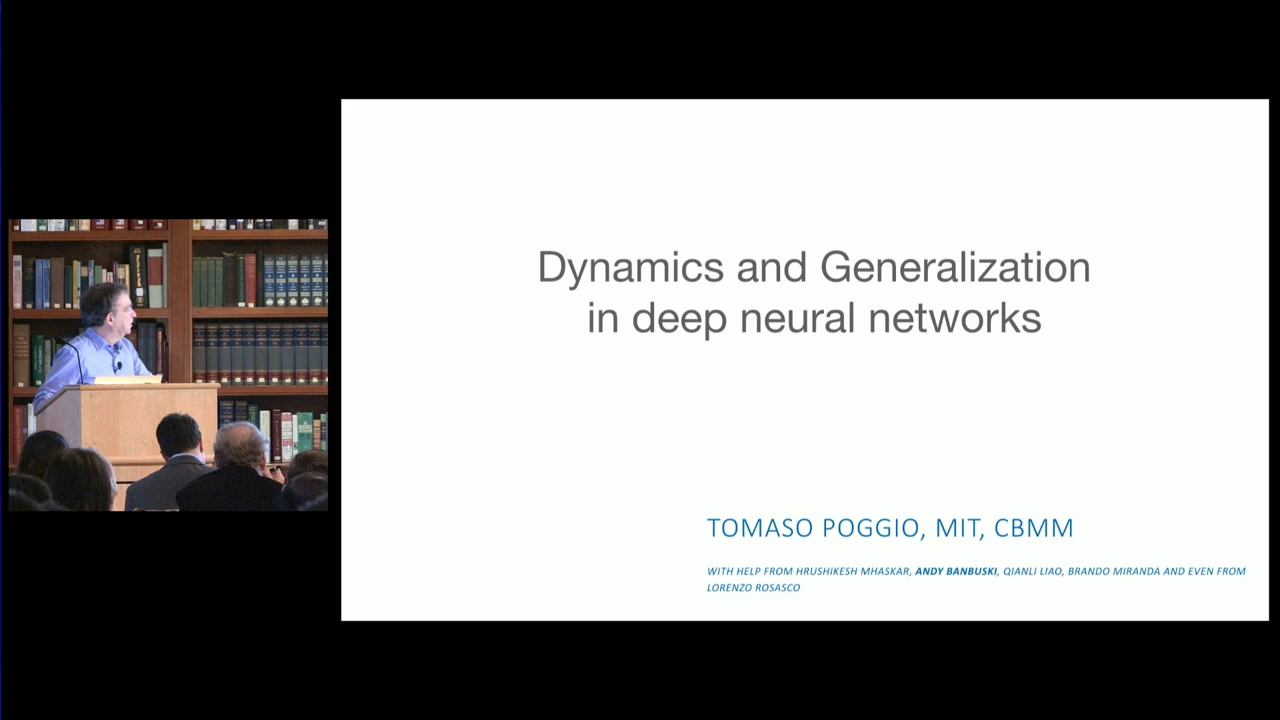 Dynamics and Generalization
in deep neural networks
TOMASO POGGIO, MIT, CBMM
WITH HELP FROM HRUSHIKESH MHASKAR, ANDY BANBUSKI, QIANLI LIAO, BRANDO MIRANDA AND EVEN FROM
LORENZO ROSASCO